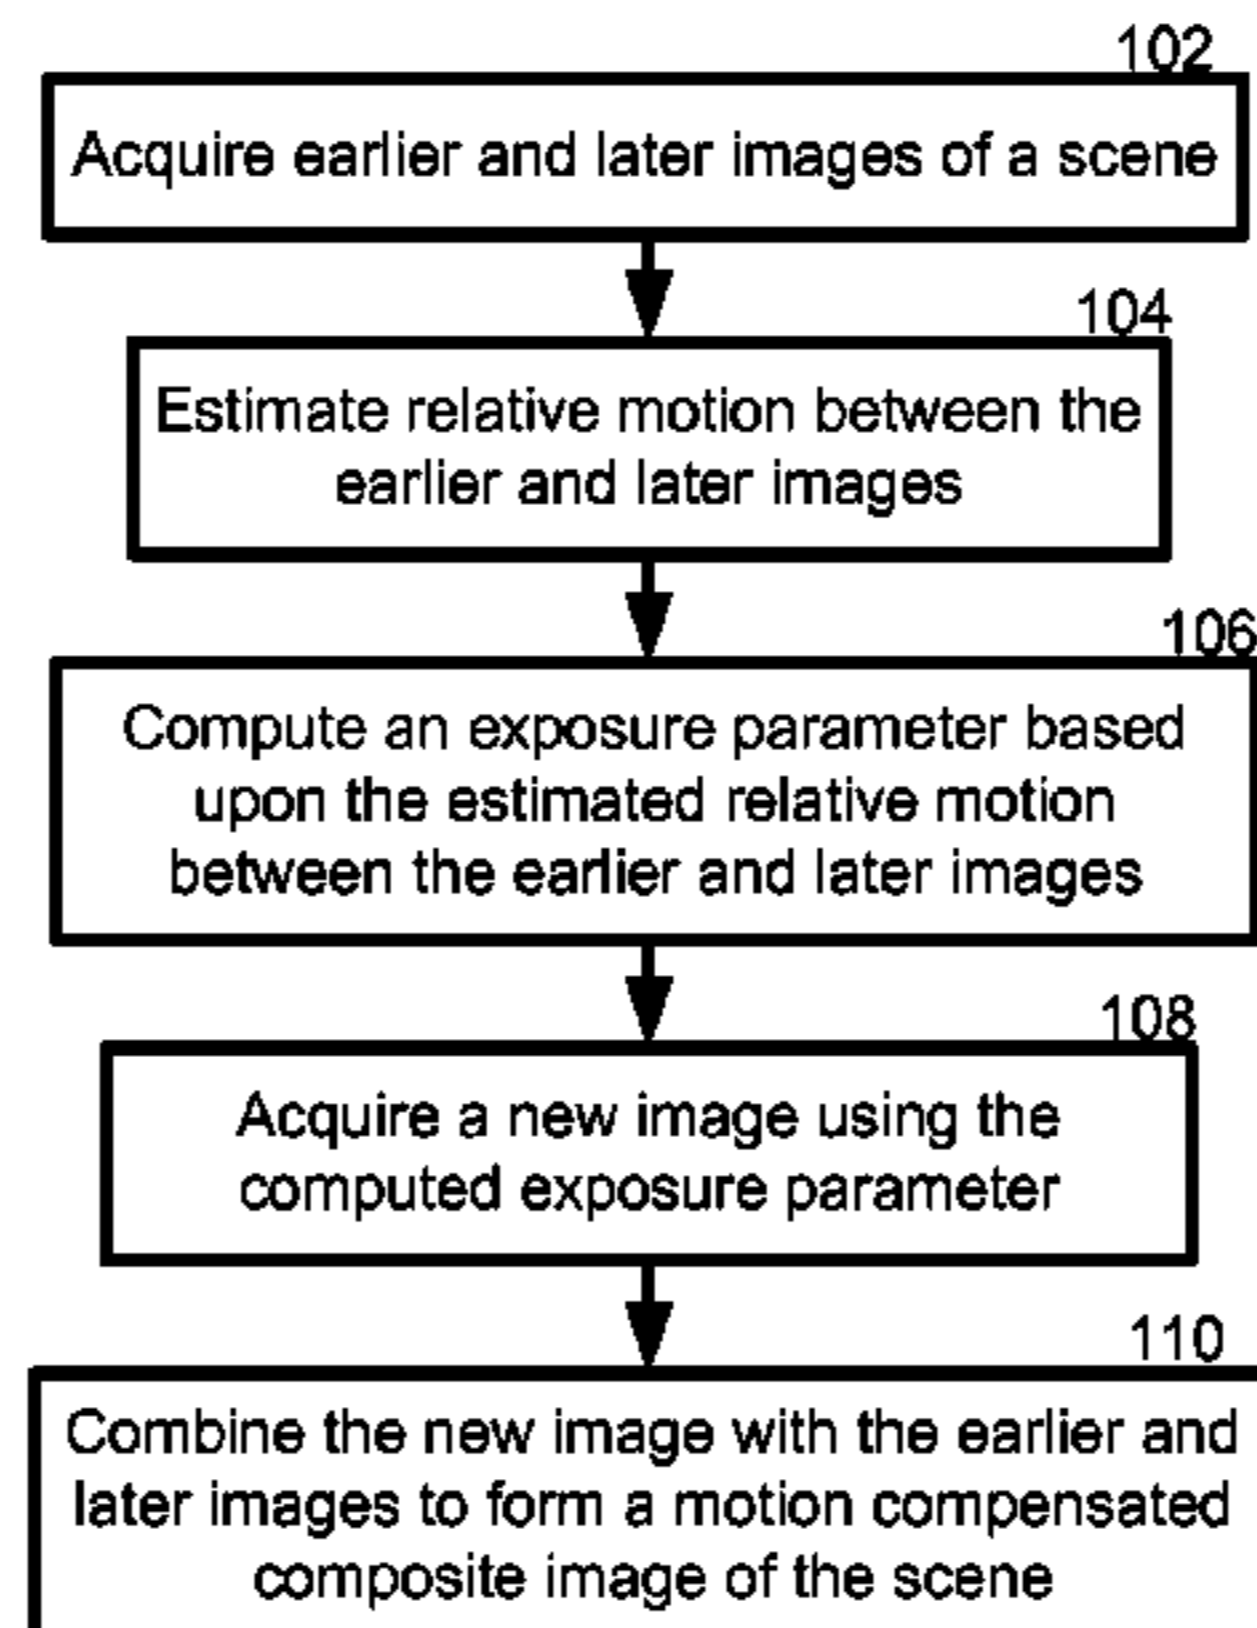 102
Acquire earlier and later images of a scene
104
Estimate relative motion between the
earlier and later images
106
Compute an exposure parameter based
upon the estimated relative motion
between the earlier and later images
108
Acquire a new image using the
computed exposure parameter
110
Combine the new image with the earlier and
later images to form a motion compensated
composite image of the scene